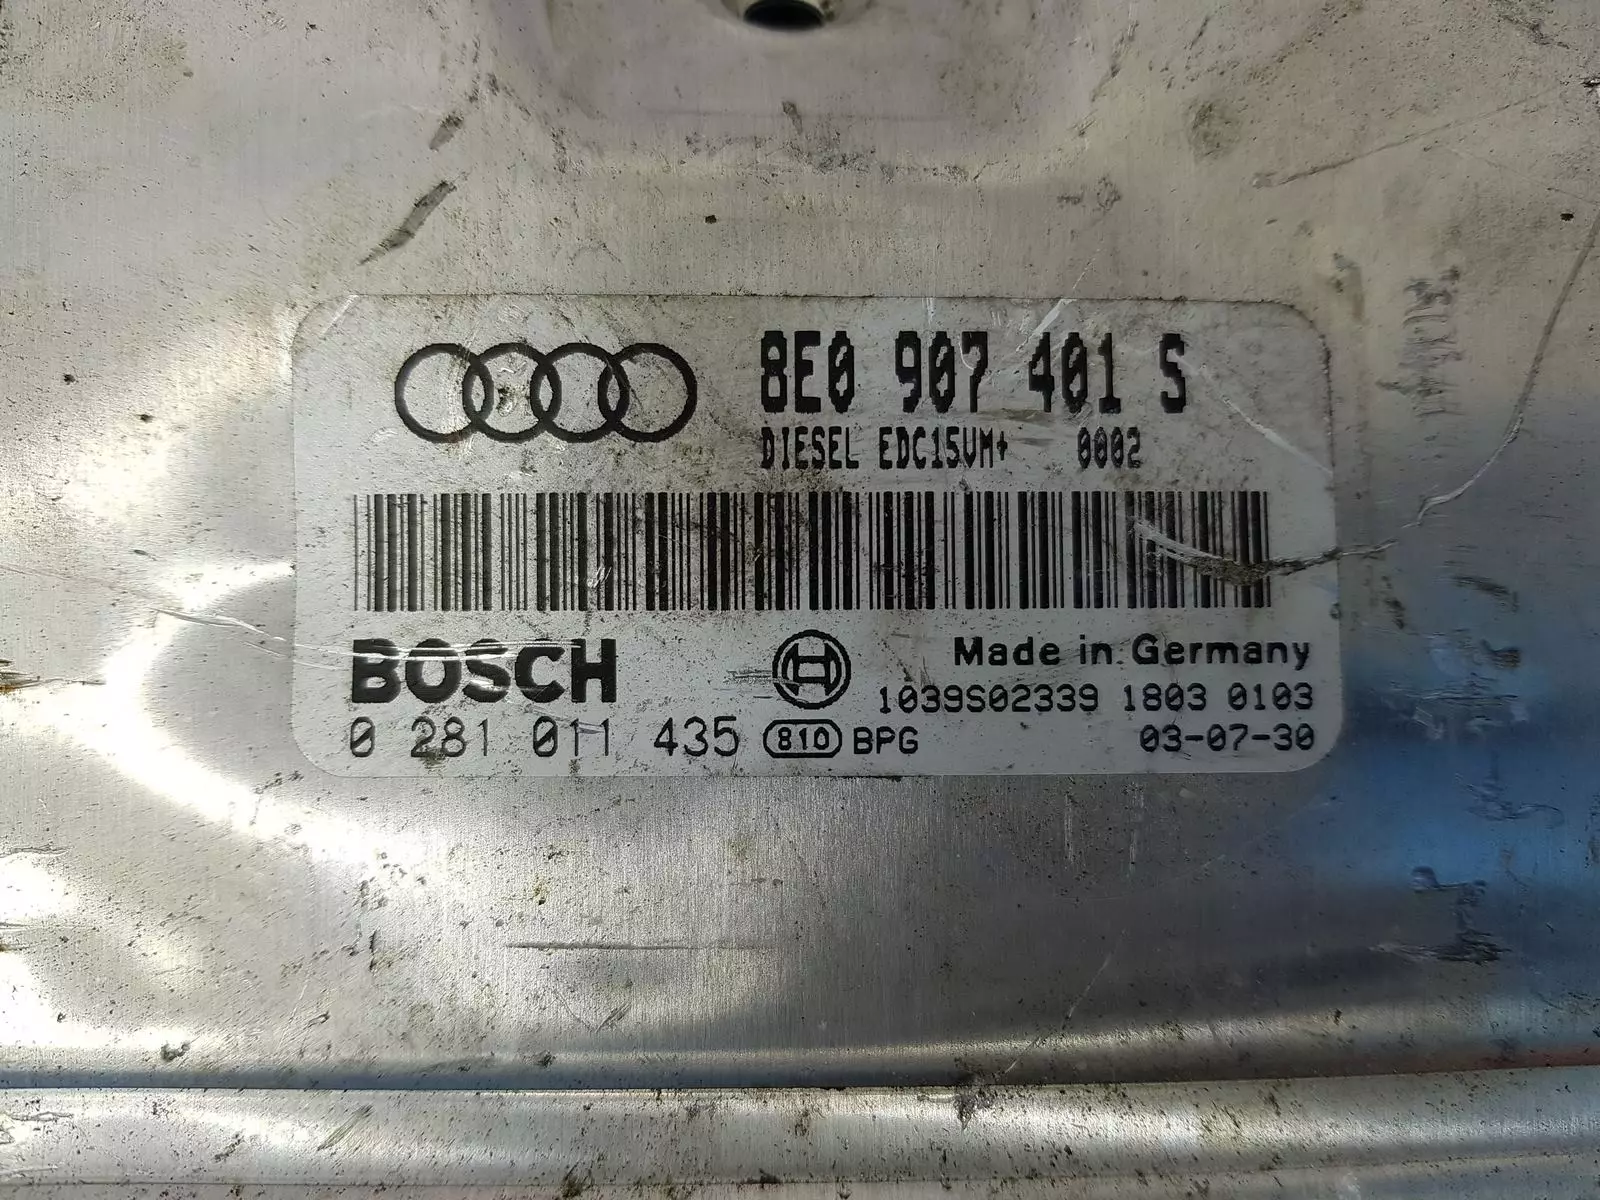 8E0 907 401 S
DIESEL EDC15VM+ 0002
BOSCH
Made in Germany
1039S02339 1803 0103
0 281 011 435 810 BPG
03-07-30